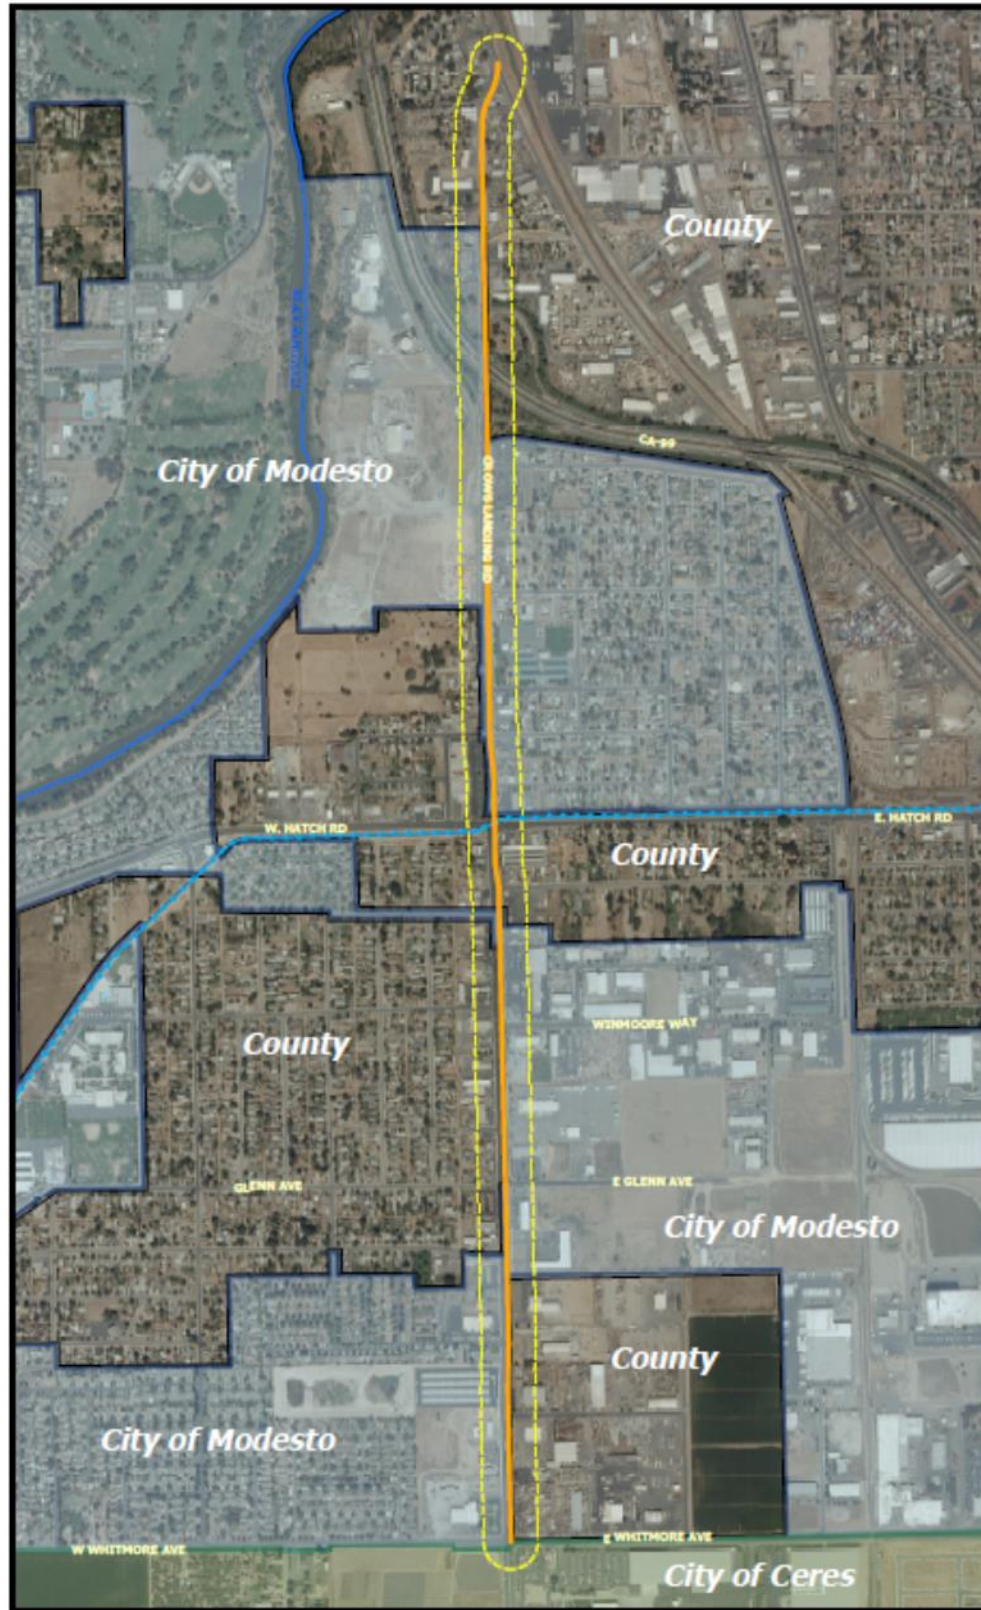 County
CA-99
City of Modesto
CROWS LANDING RD
W. HATCH RD
E. HATCH RD
County
County
WINMOORE WAY
GLENN AVE
E GLENN AVE
City of Modesto
County
City of Modesto
W WHITMORE AVE
E WHITMORE AVE
City of Ceres